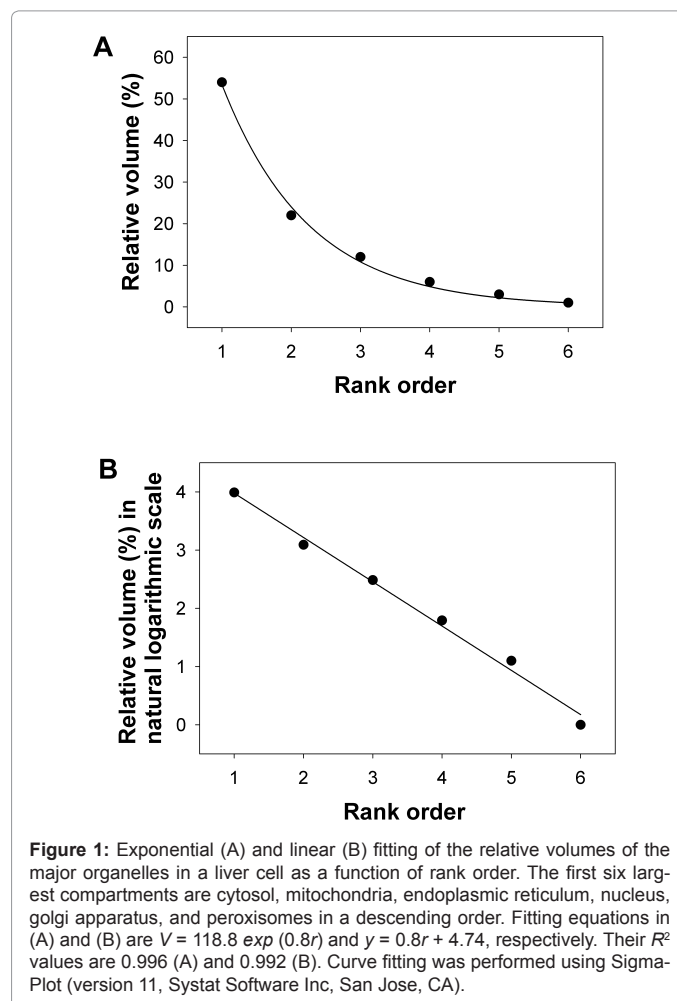 A
Relative volume (%)
60
50
40
30
20
10
0
1 2 3 4 5 6
Rank order
B
Relative volume (%) in
natural logarithmic scale
4
3
2
1
0
1 2 3 4 5 6
Rank order
Figure 1: Exponential (A) and linear (B) fitting of the relative volumes of the
major organelles in a liver cell as a function of rank order. The first six larg-
est compartments are cytosol, mitochondria, endoplasmic reticulum, nucleus,
golgi apparatus, and peroxisomes in a descending order. Fitting equations in
(A) and (B) are V = 118.8 exp (0.8r) and y = 0.8r + 4.74, respectively. Their R²
values are 0.996 (A) and 0.992 (B). Curve fitting was performed using Sigma-
Plot (version 11, Systat Software Inc, San Jose, CA).